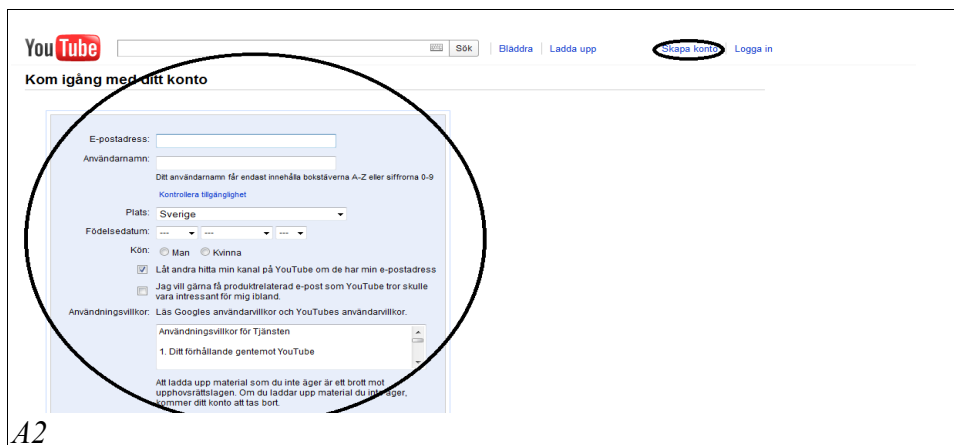 YouTube Sök Bläddra Ladda upp Skapa konto Logga in
Kom igång med ditt konto
E-postadress:
Användarnamn:
Ditt användarnamn får endast innehålla bokstäverna A-Z eller siffrorna 0-9
Kontrollera tillgänglighet
Plats: Sverige
Födelsedatum: --- --- ---
Kön: Man Kvinna
Låt andra hitta min kanal på YouTube om de har min e-postadress
Jag vill gärna få produktrelaterad e-post som YouTube tror skulle
vara intressant för mig ibland.
Användningsvillkor: Läs Googles användarvillkor och YouTubes användarvillkor.
Användningsvillkor för Tjänsten
1. Ditt förhållande gentemot YouTube
Att ladda upp material som du inte äger är ett brott mot
upphovsrättslagen. Om du laddar upp material du inte äger,
kommer ditt konto att tas bort.
A2